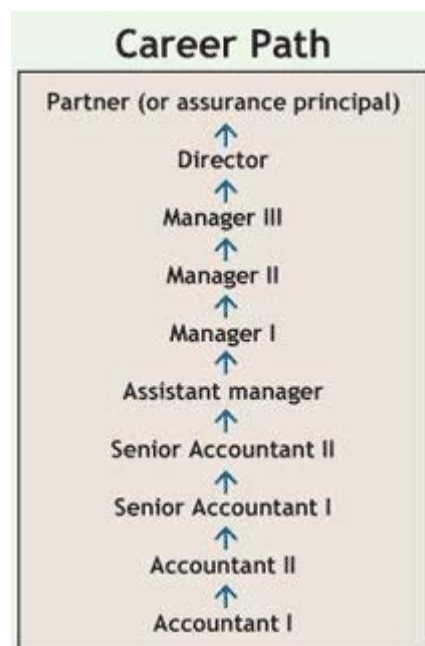 Career Path
Partner (or assurance principal)
Director
Manager III
Manager II
Manager I
Assistant manager
Senior Accountant II
Senior Accountant I
Accountant II
Accountant I